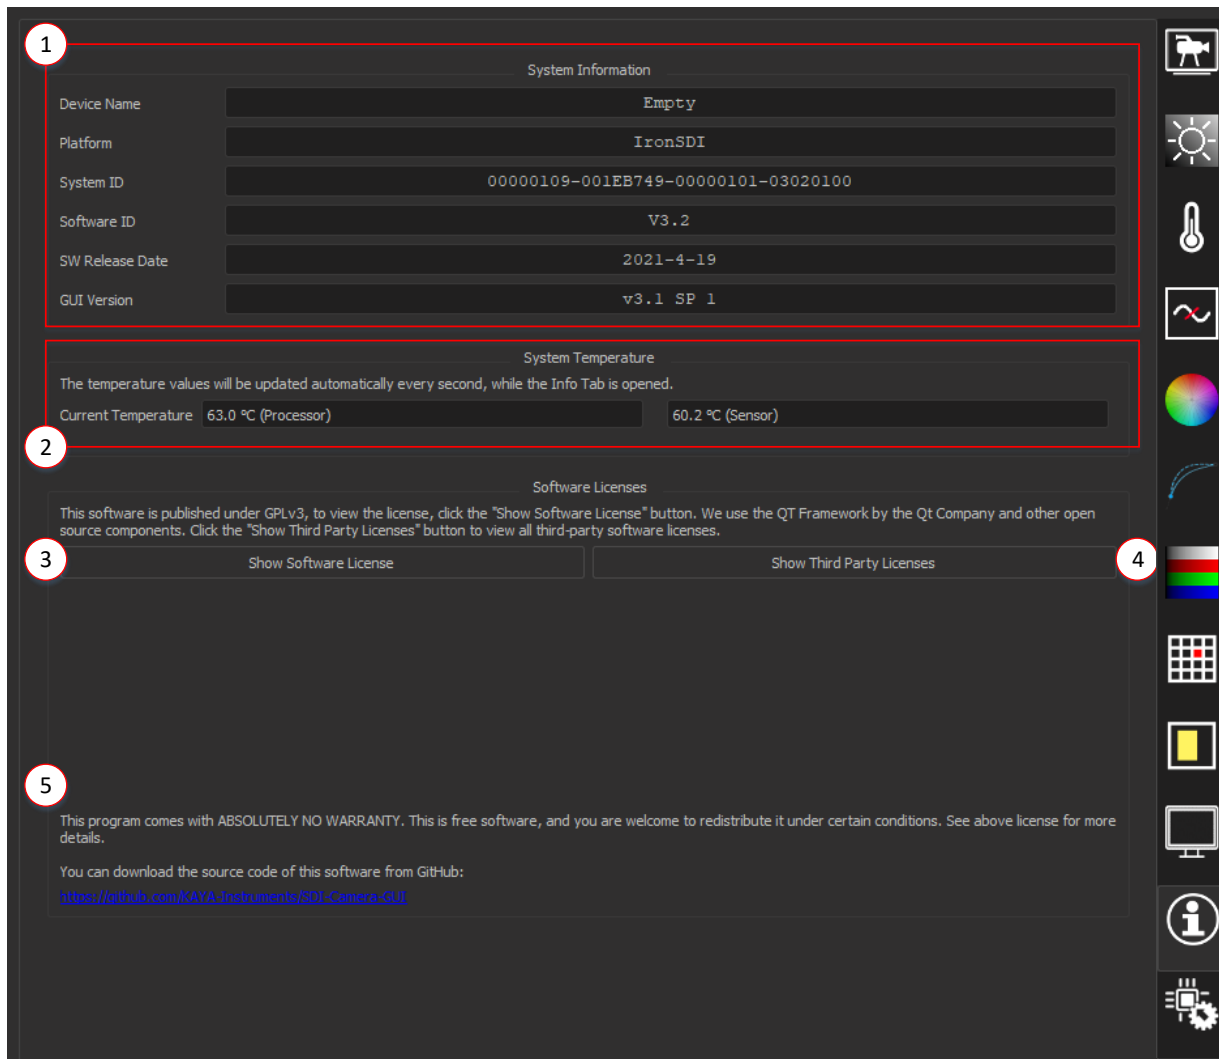 1
System Information
Device Name Empty
Platform IronSDI
System ID 00000109-001EB749-00000101-03020100
Software ID V3.2
SW Release Date 2021-4-19
GUI Version v3.1 SP 1
System Temperature
The temperature values will be updated automatically every second, while the Info Tab is opened.
Current Temperature 63.0 °C (Processor) 60.2 °C (Sensor)
2
Software Licenses
This software is published under GPLv3, to view the license, click the "Show Software License" button. We use the QT Framework by the Qt Company and other open
source components. Click the "Show Third Party Licenses" button to view all third-party software licenses.
3 Show Software License Show Third Party Licenses 4
5
This program comes with ABSOLUTELY NO WARRANTY. This is free software, and you are welcome to redistribute it under certain conditions. See above license for more
details.
You can download the source code of this software from GitHub:
https://github.com/KAYA-Instruments/SDI-Camera-GUI